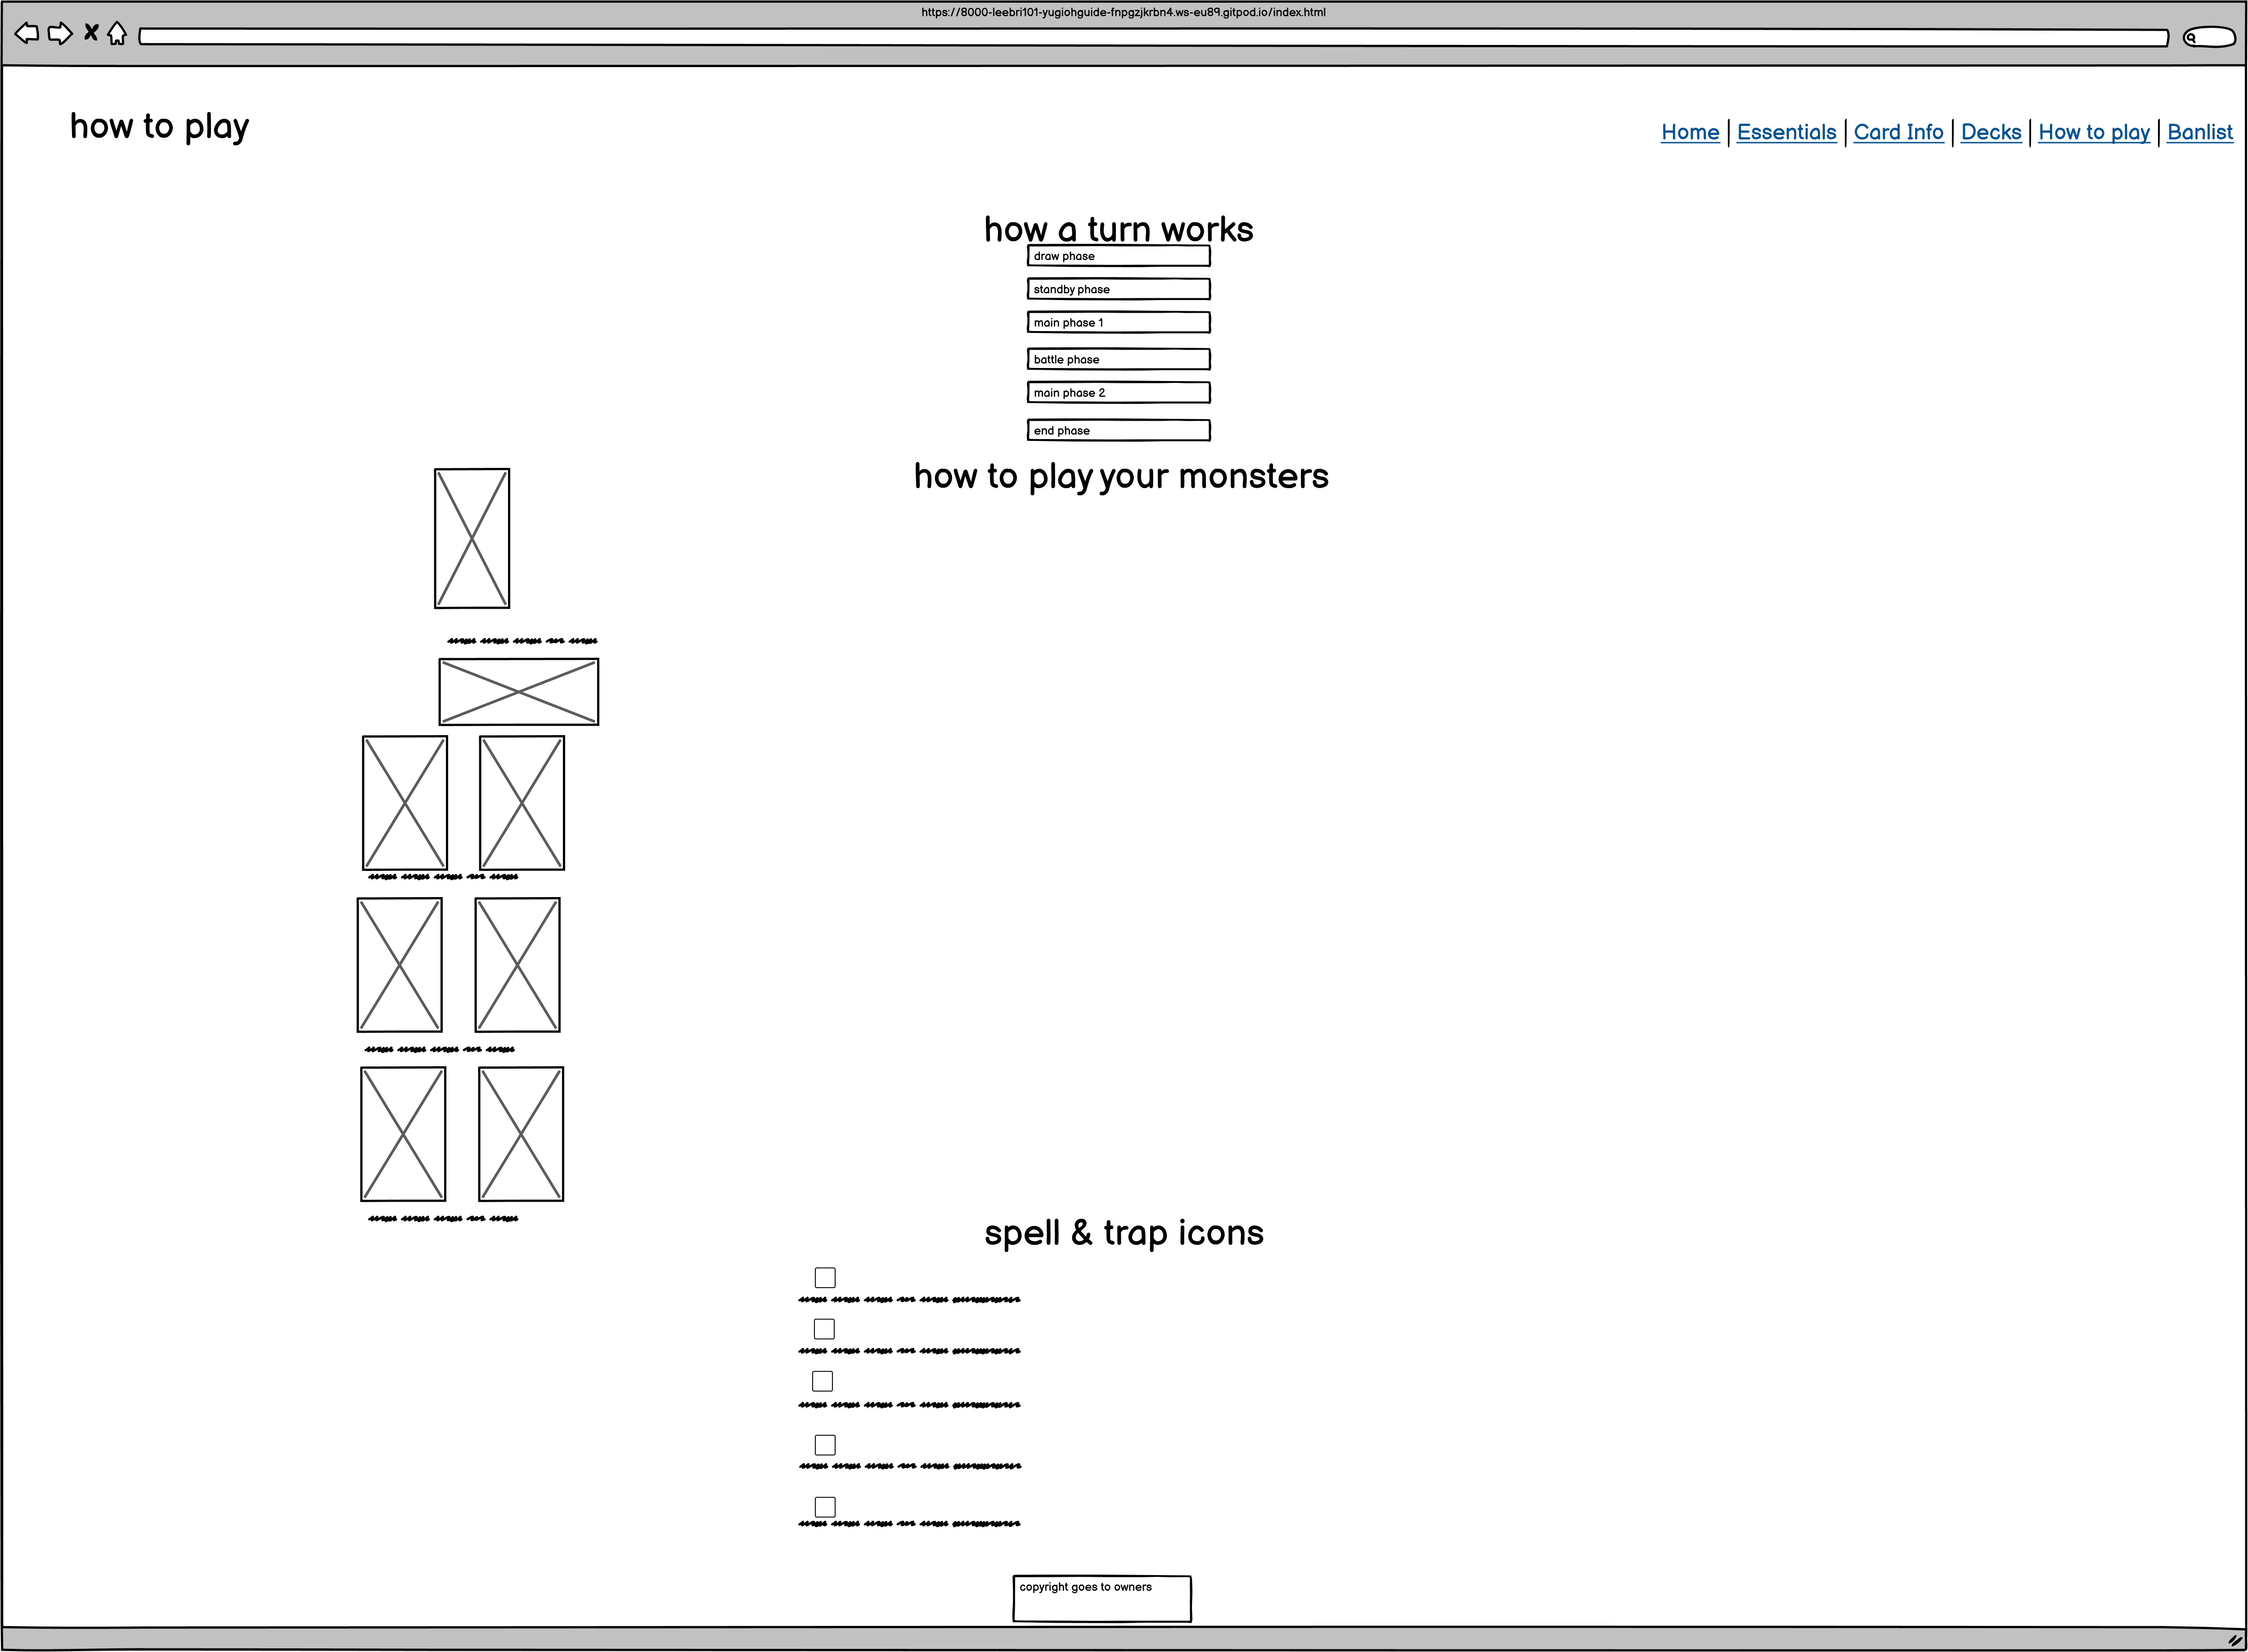 https://8000-leebri101-yugiohguide-fnpgzjkrbn4.ws-eu89.gitpod.io/index.html
how to play
Home | Essentials | Card Info | Decks | How to play | Banlist
how a turn works
draw phase
standby phase
main phase 1
battle phase
main phase 2
end phase
how to play your monsters
spell & trap icons
copyright goes to owners